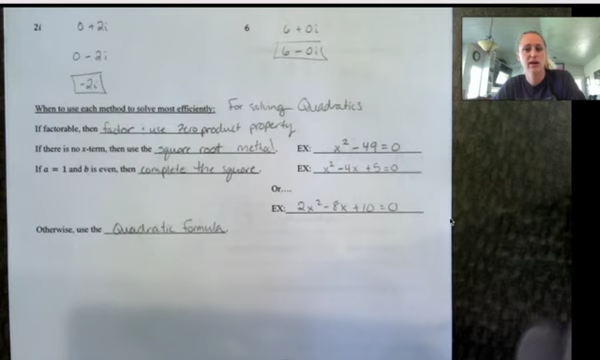 2i 0 + 2i 6 6 + 0i
0 - 2i 6 - 0i
-2i
When to use each method to solve most efficiently: For solving Quadratics
If factorable, then factor + use zero product property
If there is no x-term, then use the square root method. EX: x² - 49 = 0
If a = 1 and b is even, then complete the square. EX: x² - 4x + 5 = 0
Or....
EX: 2x² - 8x + 10 = 0
Otherwise, use the Quadratic formula.